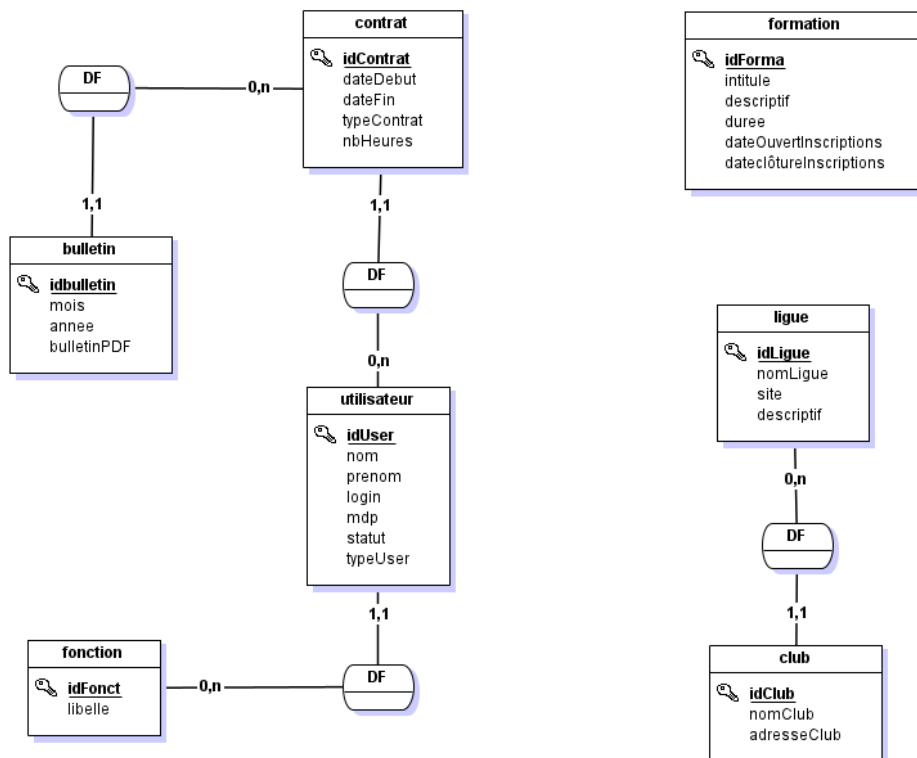 contrat
idContrat
dateDebut
dateFin
typeContrat
nbHeures
formation
idForma
intitule
descriptif
duree
dateOuvertInscriptions
dateclôtureInscriptions
DF
0,n
1,1
1,1
bulletin
idbulletin
mois
annee
bulletinPDF
DF
0,n
ligue
idLigue
nomLigue
site
descriptif
utilisateur
idUser
nom
prenom
login
mdp
statut
typeUser
0,n
DF
1,1
1,1
fonction
idFonct
libelle
0,n
DF
club
idClub
nomClub
adresseClub